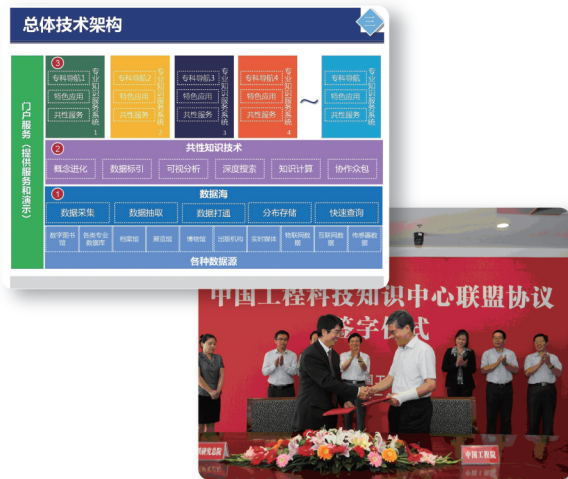 总体技术架构
三
门户服务（提供服务和演示）
3
专科导航1
特色应用
共性服务
专业知识服务系统1
专科导航2
特色应用
共性服务
专业知识服务系统2
专科导航3
特色应用
共性服务
专业知识服务系统3
专科导航4
特色应用
共性服务
专业知识服务系统4
～
专科导航
特色应用
共性服务
专业知识服务系统
2
共性知识技术
概念进化 数据标引 可视分析 深度搜索 知识计算 协作众包
1
数据海
数据采集 数据抽取 数据打通 分布存储 快速查询
数字图书馆 各类专业数据库 档案馆 展览馆 博物馆 出版机构 实时媒体 物联网数据 互联网数据 传感器数据
各种数据源
中国工程科技知识中心联盟协议
签字仪式
研究总院
中国工程院